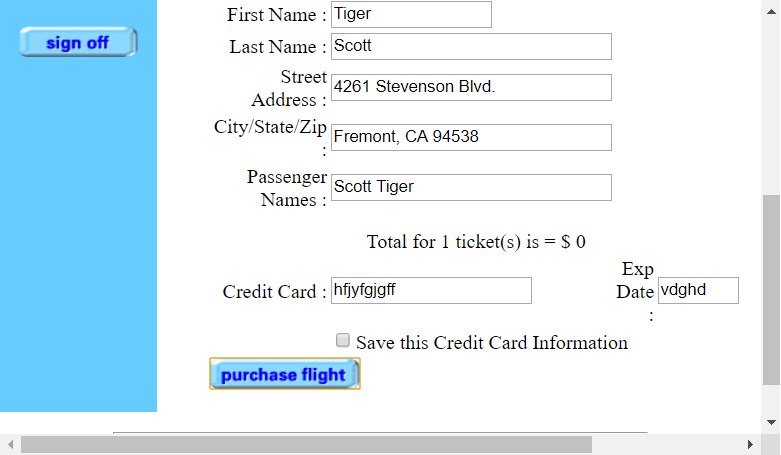 First Name : Tiger
sign off
Last Name : Scott
Street
Address : 4261 Stevenson Blvd.
City/State/Zip
: Fremont, CA 94538
Passenger
Names : Scott Tiger
Total for 1 ticket(s) is = $ 0
Credit Card : hfjyfgjgff
Exp
Date
: vdghd
Save this Credit Card Information
purchase flight